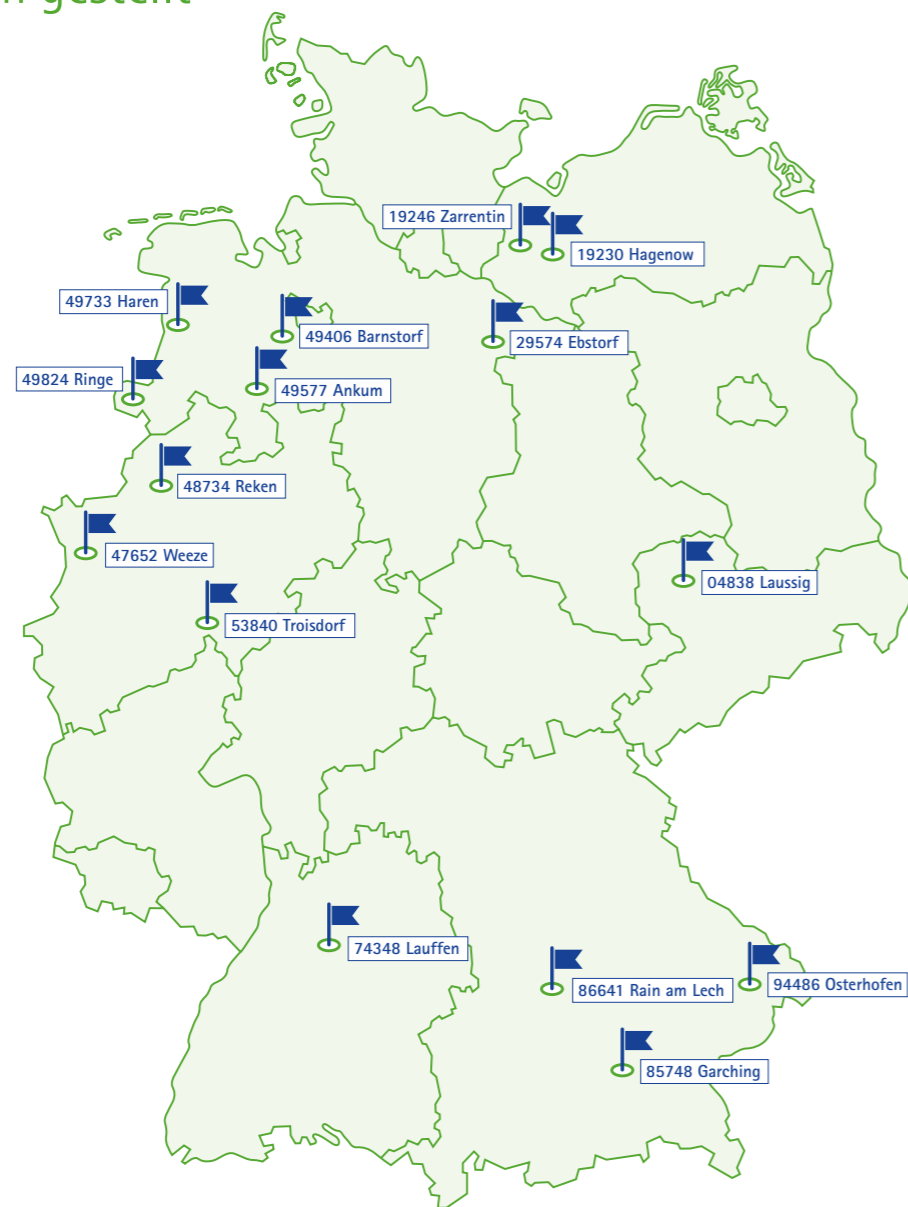 gestellt
19246 Zarrentin
19230 Hagenow
49733 Haren
49406 Barnstorf
29574 Ebstorf
49824 Ringe
49577 Ankum
48734 Reken
47652 Weeze
04838 Laussig
53840 Troisdorf
74348 Lauffen
86641 Rain am Lech
94486 Osterhofen
85748 Garching